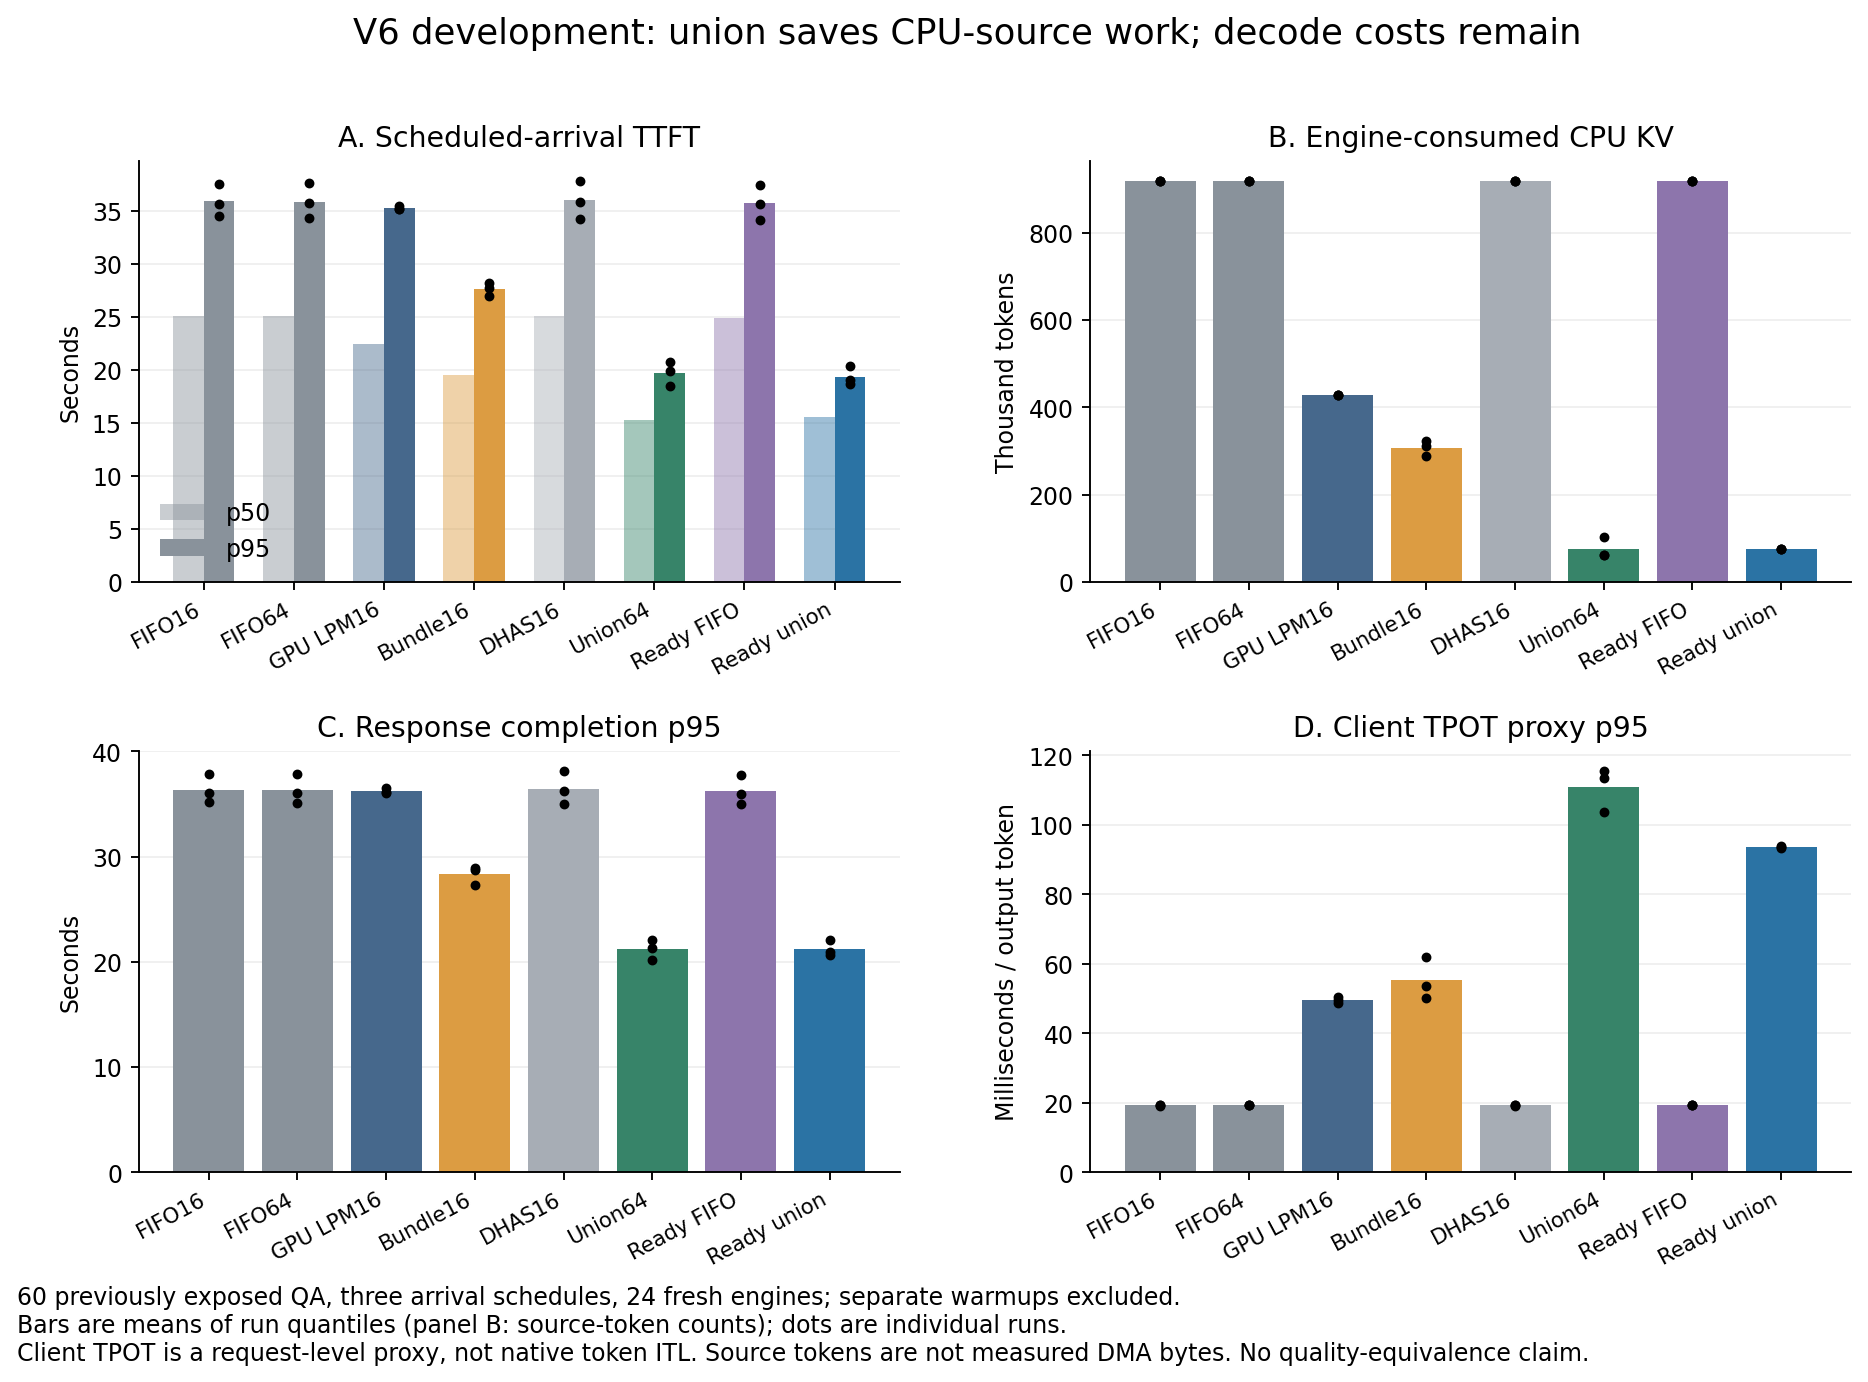 V6 development: union saves CPU-source work; decode costs remain
A. Scheduled-arrival TTFT
Seconds
35
30
25
20
15
10
5
0
p50
p95
FIFO16
FIFO64
GPU LPM16
Bundle16
DHAS16
Union64
Ready FIFO
Ready union
B. Engine-consumed CPU KV
Thousand tokens
800
600
400
200
0
FIFO16
FIFO64
GPU LPM16
Bundle16
DHAS16
Union64
Ready FIFO
Ready union
C. Response completion p95
Seconds
40
30
20
10
0
FIFO16
FIFO64
GPU LPM16
Bundle16
DHAS16
Union64
Ready FIFO
Ready union
D. Client TPOT proxy p95
Milliseconds / output token
120
100
80
60
40
20
0
FIFO16
FIFO64
GPU LPM16
Bundle16
DHAS16
Union64
Ready FIFO
Ready union
60 previously exposed QA, three arrival schedules, 24 fresh engines; separate warmups excluded.
Bars are means of run quantiles (panel B: source-token counts); dots are individual runs.
Client TPOT is a request-level proxy, not native token ITL. Source tokens are not measured DMA bytes. No quality-equivalence claim.